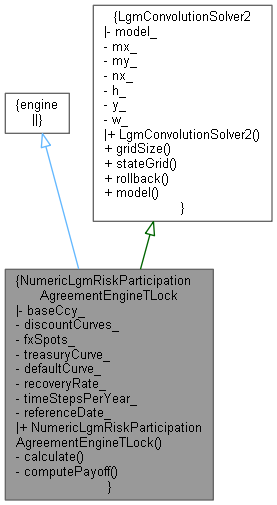 {LgmConvolutionSolver2
|- model_
- mx_
- my_
- nx_
- h_
- y_
- w_
|+ LgmConvolutionSolver2()
+ gridSize()
+ stateGrid()
+ rollback()
+ model()
}
{engine
||}
{NumericLgmRiskParticipation
AgreementEngineTLock
|- baseCcy_
- discountCurves_
- fxSpots_
- treasuryCurve_
- defaultCurve_
- recoveryRate_
- timeStepsPerYear_
- referenceDate_
|+ NumericLgmRiskParticipation
AgreementEngineTLock()
- calculate()
- computePayoff()
}